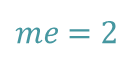 me = 2